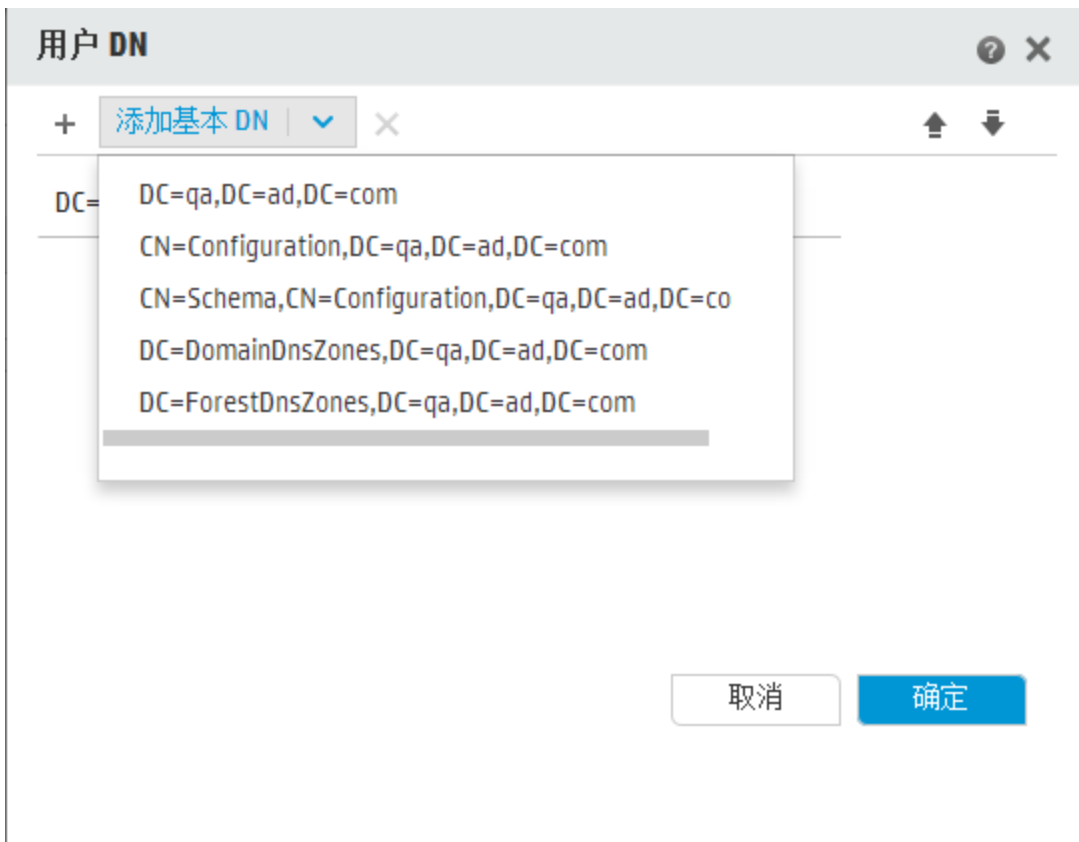 用户 DN
添加基本 DN
DC=
DC=qa,DC=ad,DC=com
CN=Configuration,DC=qa,DC=ad,DC=com
CN=Schema,CN=Configuration,DC=qa,DC=ad,DC=co
DC=DomainDnsZones,DC=qa,DC=ad,DC=com
DC=ForestDnsZones,DC=qa,DC=ad,DC=com
取消 确定